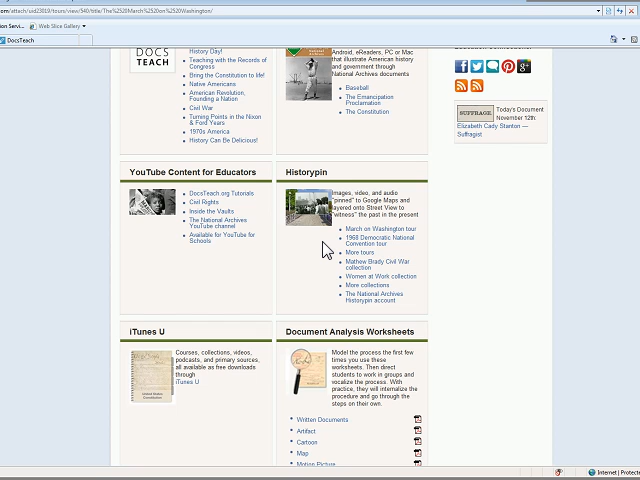 com/attach/uid23019/tours/view/540/title/The%2520March%2520on%2520Washington/
ion Servi...
Web Slice Gallery
DocsTeach
DOCS
TEACH
History Day!
Teaching with the Records of
Congress
Bring the Constitution to life!
Native Americans
American Revolution,
Founding a Nation
Civil War
Turning Points in the Nixon
& Ford Years
1970s America
History Can Be Delicious!
Android, eReaders, PC or Mac
that illustrate American history
and government through
National Archives documents
Baseball
The Emancipation
Proclamation
The Constitution
SUFFRAGE
Today's Document
November 12th:
Elizabeth Cady Stanton —
Suffragist
YouTube Content for Educators
DocsTeach.org Tutorials
Civil Rights
Inside the Vaults
The National Archives
YouTube channel
Available for YouTube for
Schools
Historypin
Images, video, and audio
"pinned" to Google Maps and
layered onto Street View to
"witness" the past in the present
March on Washington tour
1968 Democratic National
Convention tour
More tours
Mathew Brady Civil War
collection
Women at Work collection
More collections
The National Archives
Historypin account
iTunes U
Courses, collections, videos,
podcasts, and primary sources,
all available as free downloads
through
iTunes U
United States
Constitution
Document Analysis Worksheets
Model the process the first few
times you use these
worksheets. Then direct
students to work in groups and
vocalize the process. With
practice, they will internalize the
procedure and go through the
steps on their own.
Written Documents
Artifact
Cartoon
Map
Motion Picture
Internet | Protecte